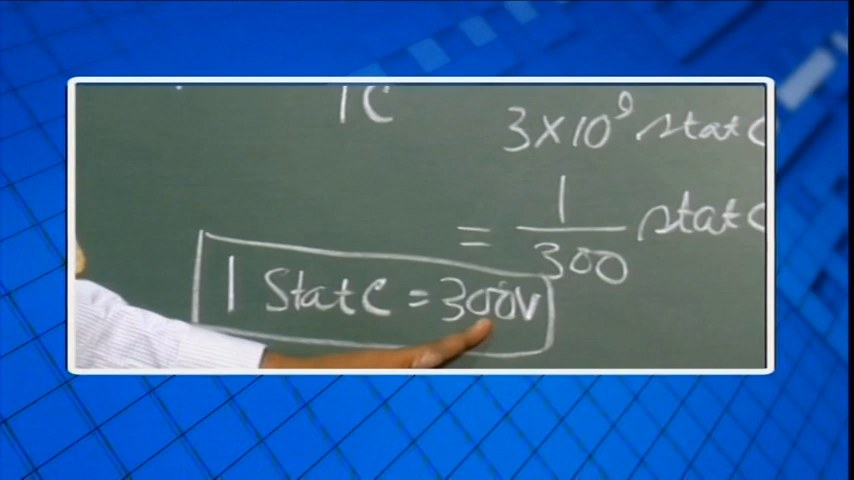 1C
3×10⁹ statC
= 1/300 statC
1 StatC = 300V